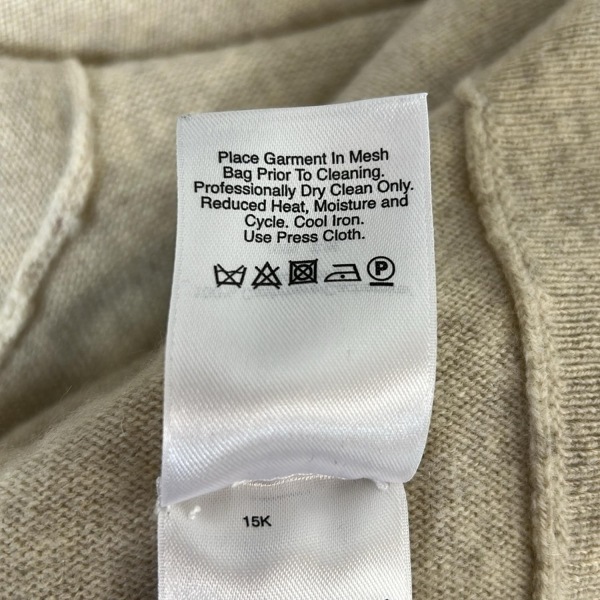 Place Garment In Mesh
Bag Prior To Cleaning.
Professionally Dry Clean Only.
Reduced Heat, Moisture and
Cycle. Cool Iron.
Use Press Cloth.
P
15K